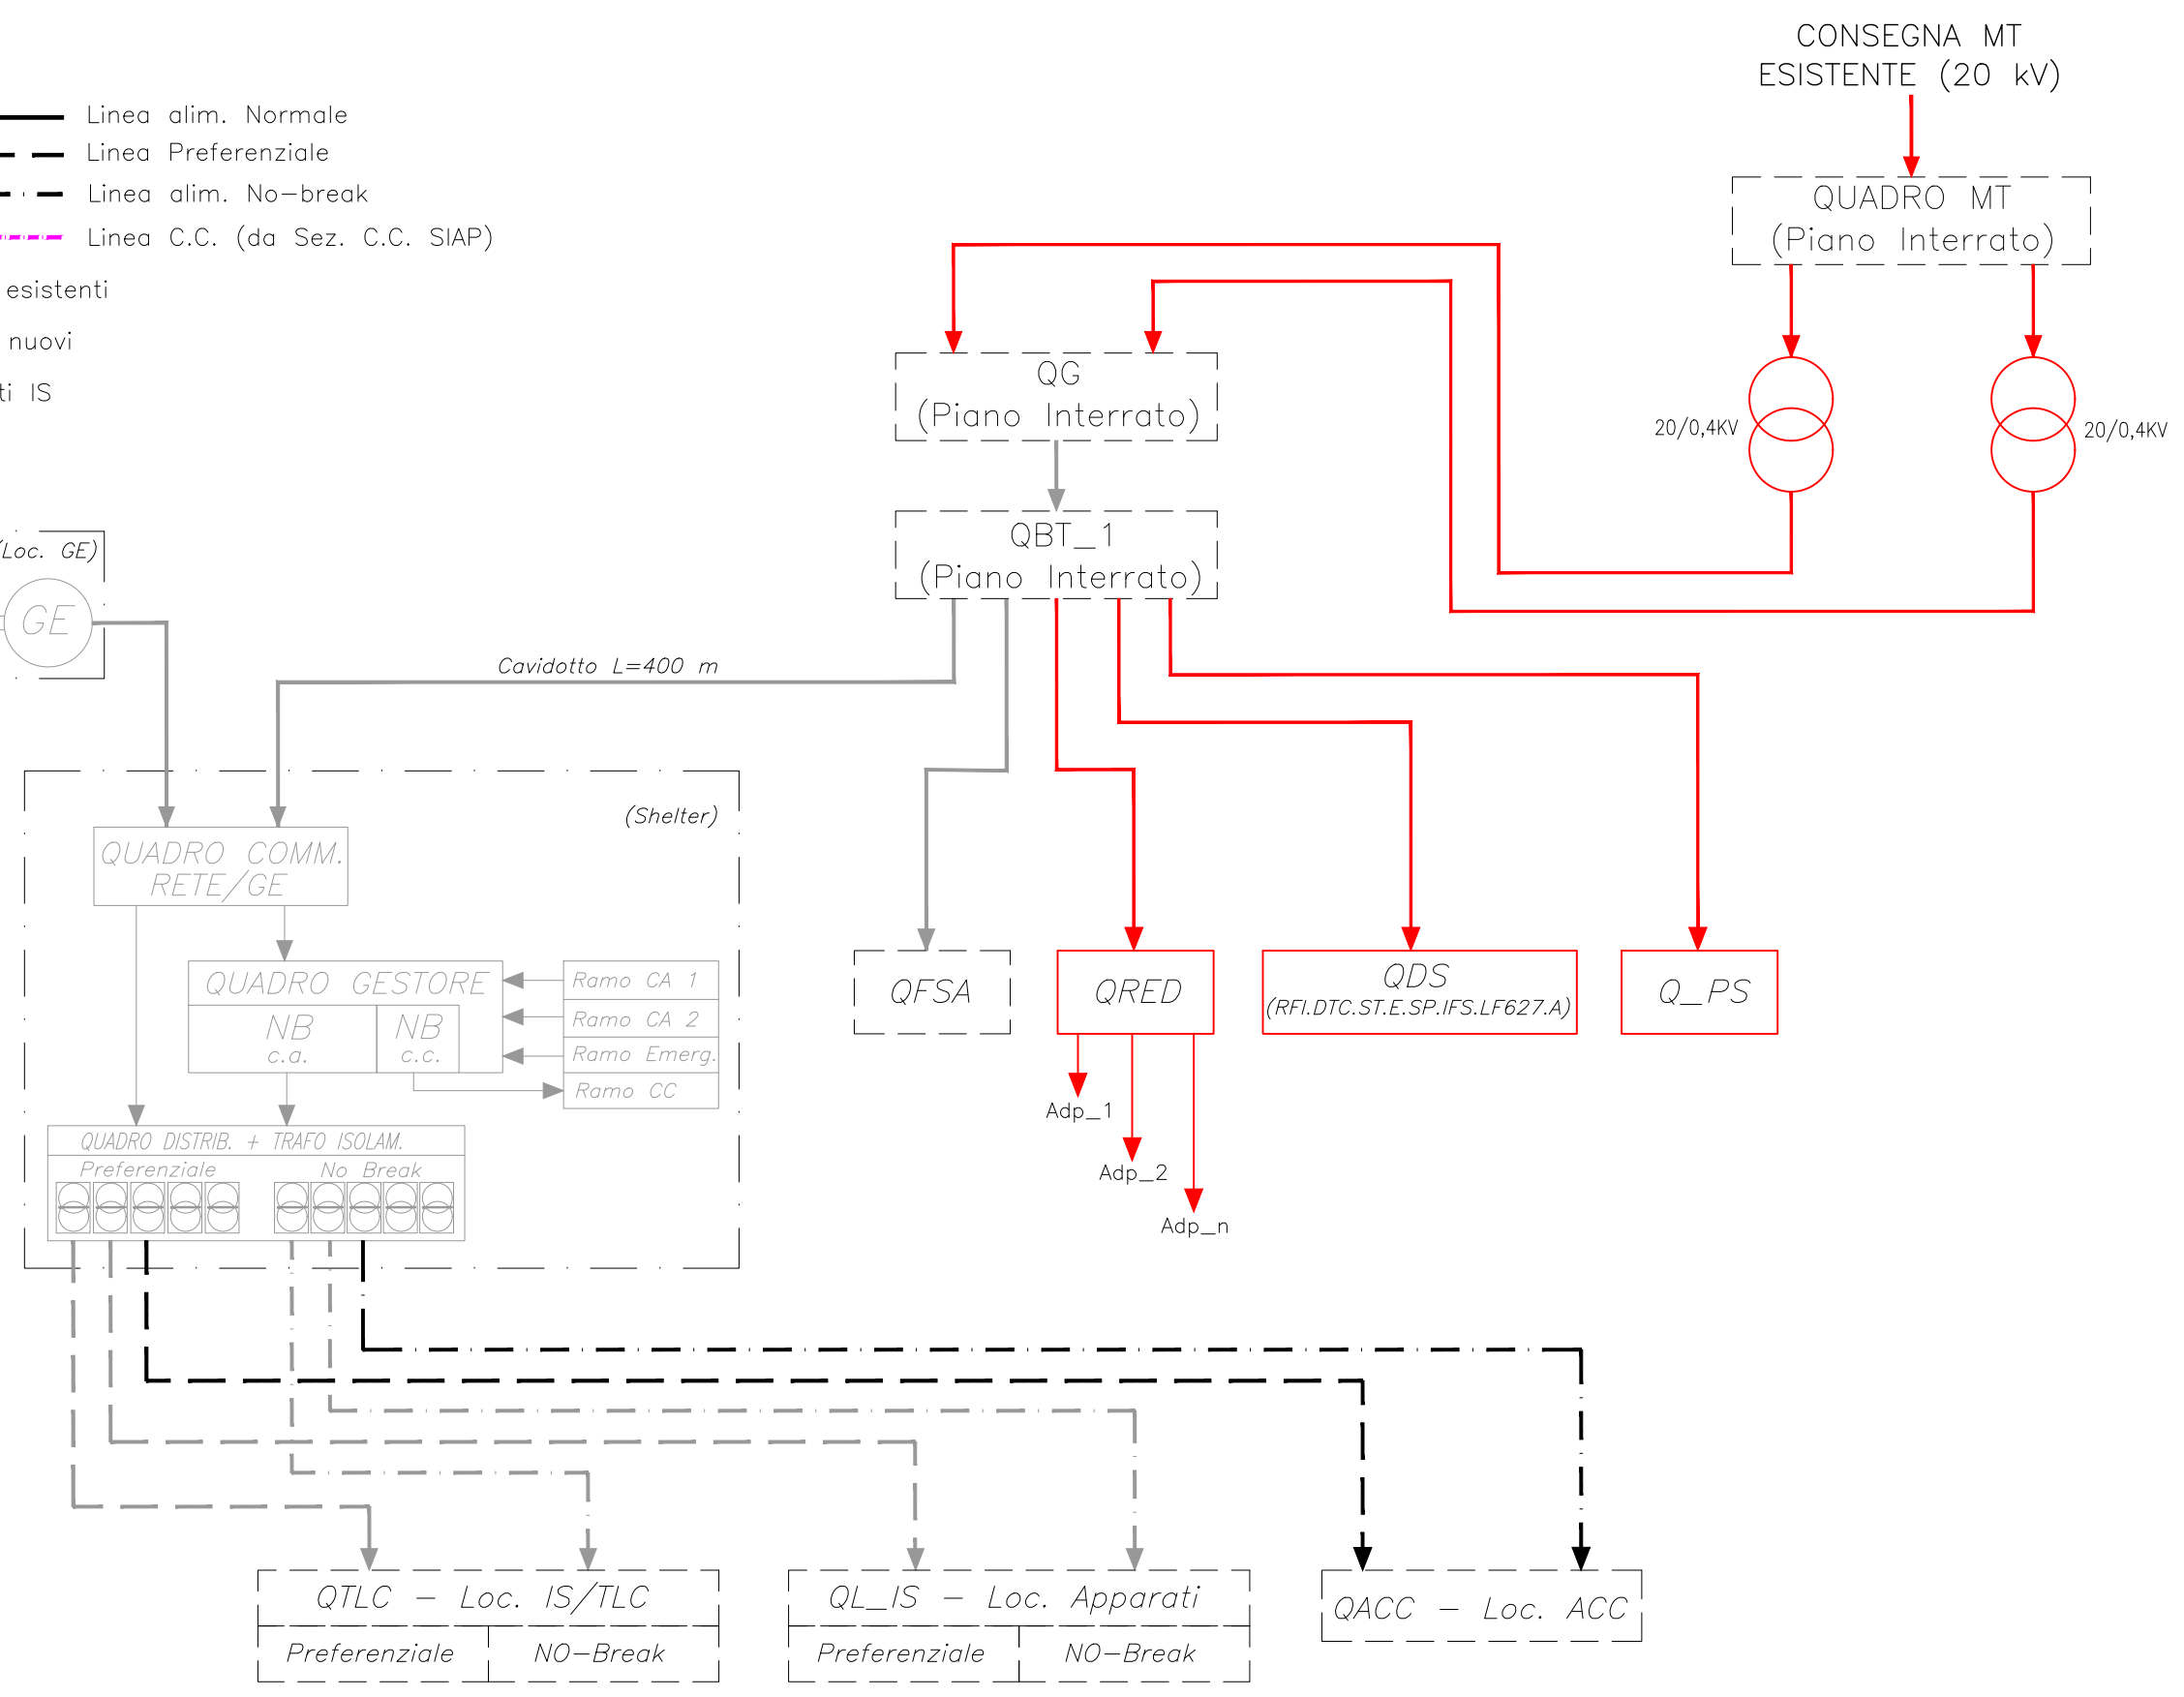 CONSEGNA MT
ESISTENTE (20 kV)
Linea alim. Normale
Linea Preferenziale
Linea alim. No-break
Linea C.C. (da Sez. C.C. SIAP)
esistenti
nuovi
ti IS
QUADRO MT
(Piano Interrato)
QG
(Piano Interrato)
20/0,4KV
20/0,4KV
QBT_1
(Piano Interrato)
(Loc. GE)
GE
Cavidotto L=400 m
(Shelter)
QUADRO COMM.
RETE/GE
QUADRO GESTORE
NB
c.a.
NB
c.c.
Ramo CA 1
Ramo CA 2
Ramo Emerg.
Ramo CC
QFSA
QRED
QDS
(RFI.DTC.ST.E.SP.IFS.LF627.A)
Q_PS
Adp_1
Adp_2
Adp_n
QUADRO DISTRIB. + TRAFO ISOLAM.
Preferenziale
No Break
QTLC - Loc. IS/TLC
Preferenziale
NO-Break
QL_IS - Loc. Apparati
Preferenziale
NO-Break
QACC - Loc. ACC